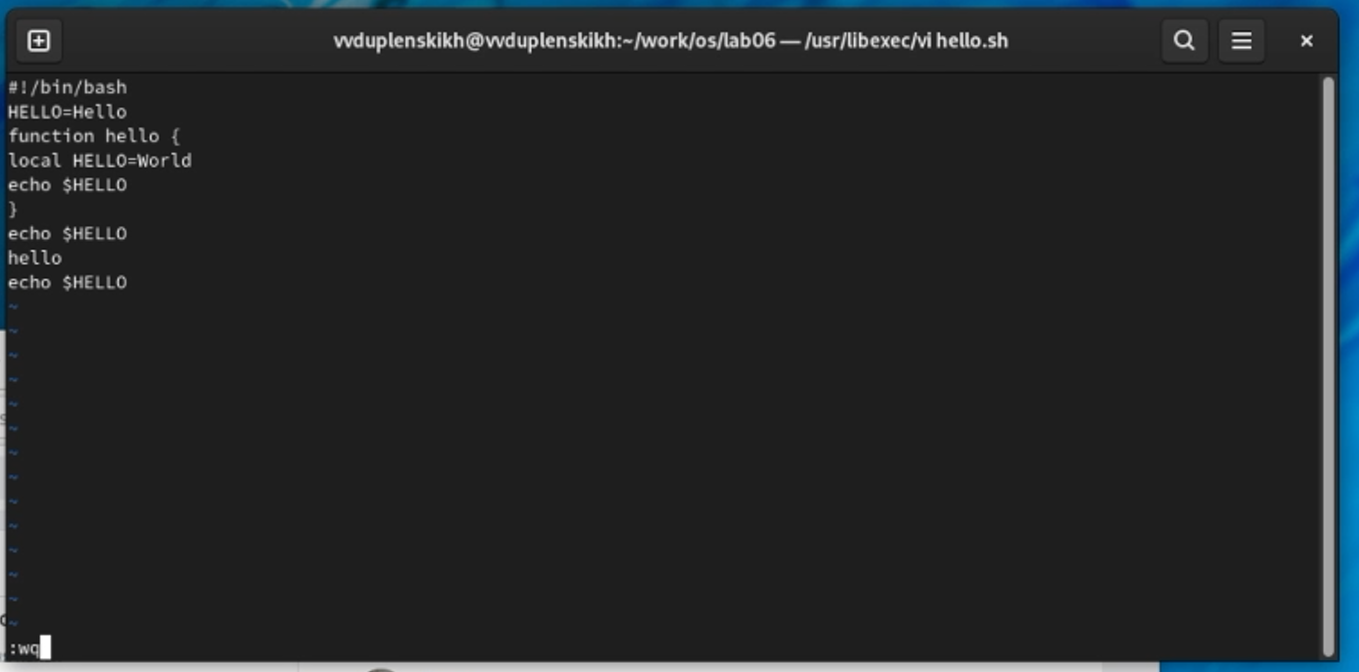 vvduplenskikh@vvduplenskikh:~/work/os/lab06 — /usr/libexec/vi hello.sh
#!/bin/bash
HELLO=Hello
function hello {
local HELLO=World
echo $HELLO
}
echo $HELLO
hello
echo $HELLO
~
~
~
~
~
~
~
~
~
~
~
~
~
~
:wq